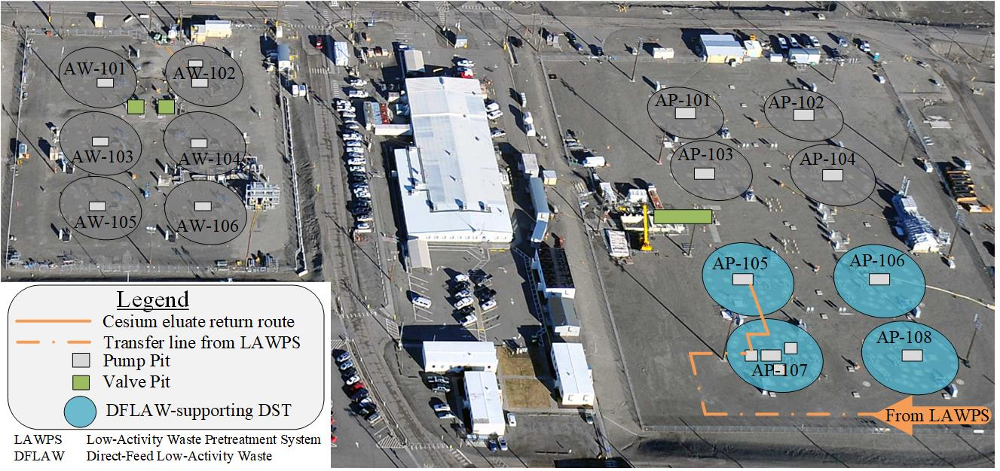 AW-101
AW-102
AW-103
AW-104
AW-105
AW-106
AP-101
AP-102
AP-103
AP-104
AP-105
AP-106
AP-107
AP-108
From LAWPS
Legend
Cesium eluate return route
Transfer line from LAWPS
Pump Pit
Valve Pit
DFLAW-supporting DST
LAWPS Low-Activity Waste Pretreatment System
DFLAW Direct-Feed Low-Activity Waste